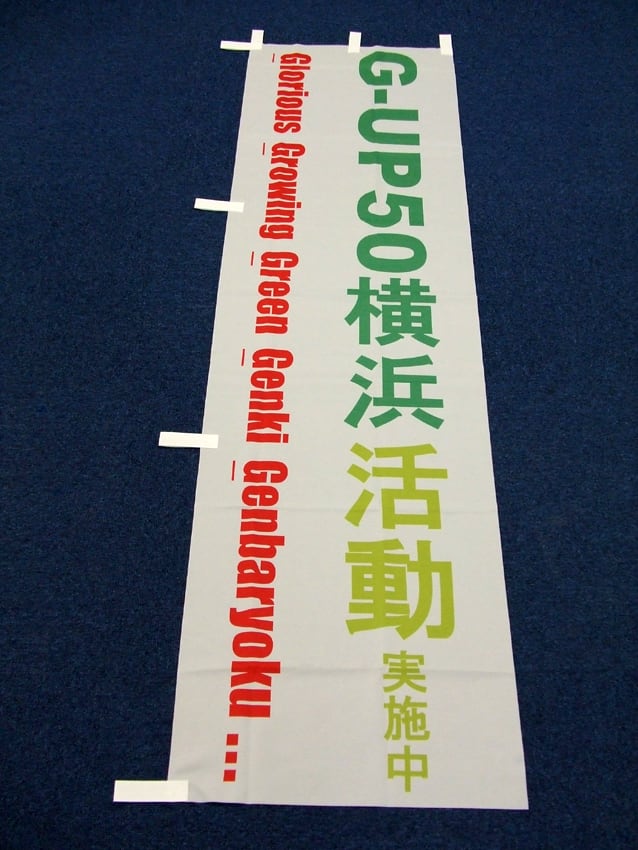 G-UP50横浜活動実施中
Glorious Growing Green Genki Genbaryoku ...